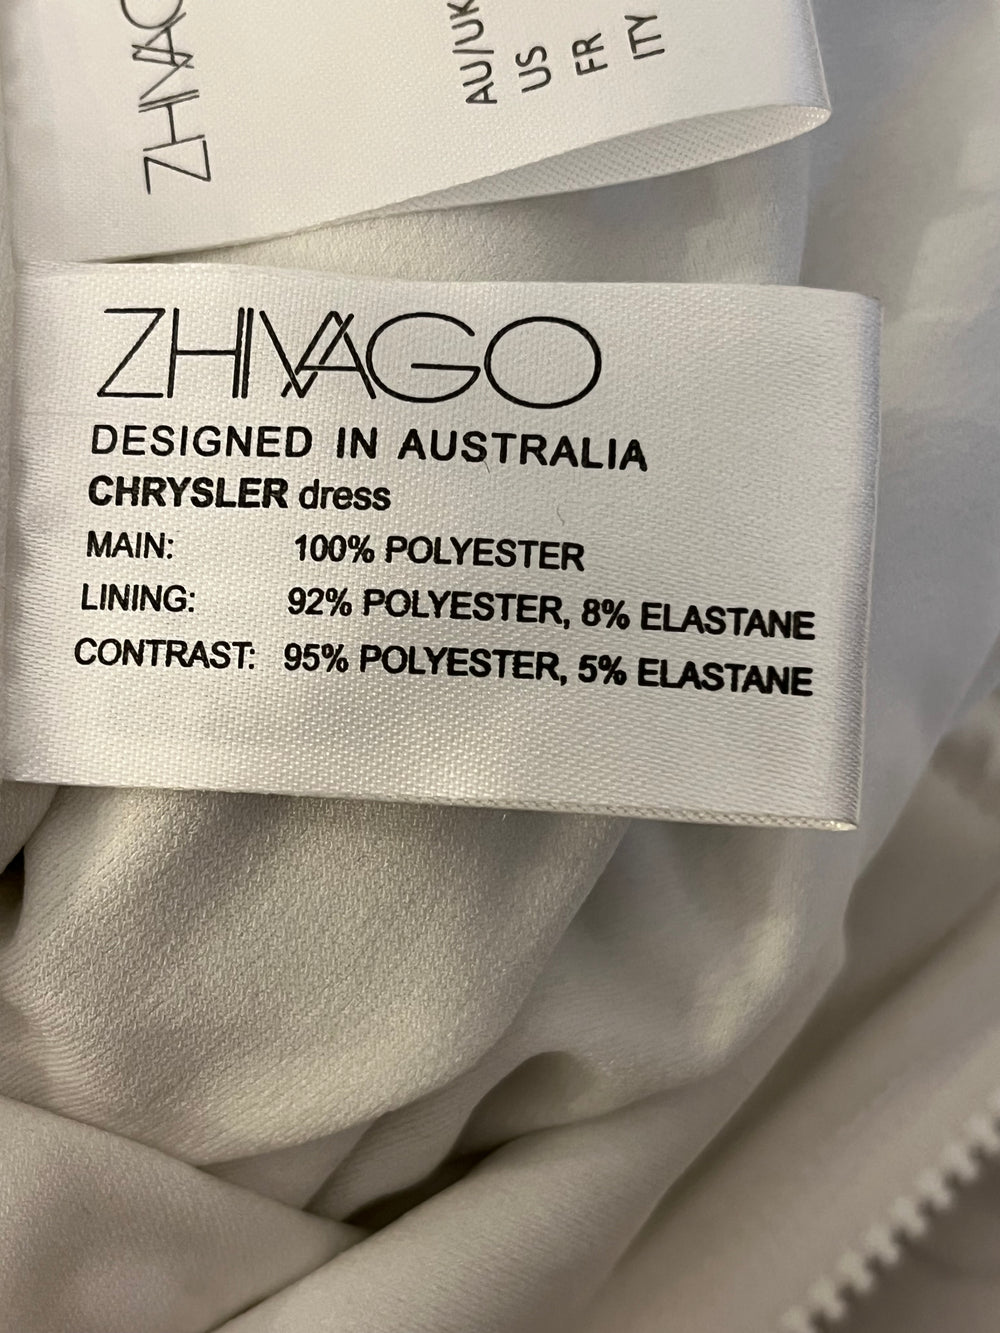 ZHIVAGO
AU/UK
US
FR
ITY
ZHIVAGO
DESIGNED IN AUSTRALIA
CHRYSLER dress
MAIN: 100% POLYESTER
LINING: 92% POLYESTER, 8% ELASTANE
CONTRAST: 95% POLYESTER, 5% ELASTANE